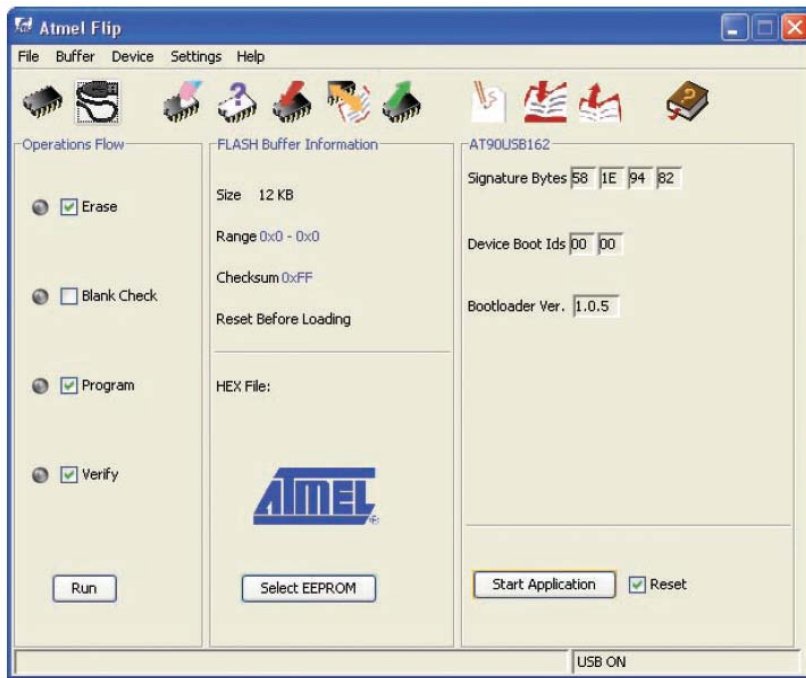 Atmel Flip
File Buffer Device Settings Help
Operations Flow
Erase
Blank Check
Program
Verify
Run
FLASH Buffer Information
Size 12 KB
Range 0x0 - 0x0
Checksum 0xFF
Reset Before Loading
HEX File:
ATMEL
Select EEPROM
AT90USB162
Signature Bytes 58 1E 94 82
Device Boot Ids 00 00
Bootloader Ver. 1.0.5
Start Application Reset
USB ON